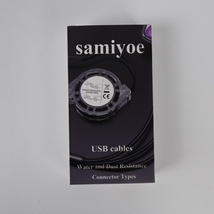 samiyoe
USB cables
Water and Dust Resistance
Connector Types